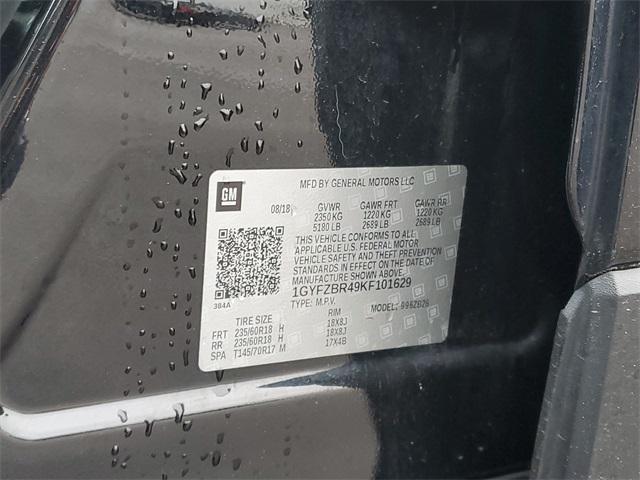 GM
MFD BY GENERAL MOTORS LLC
08/18 GVWR GAWR FRT GAWR RR
2350 KG 1220 KG 1220 KG
5180 LB 2689 LB 2689 LB
THIS VEHICLE CONFORMS TO ALL
APPLICABLE U.S. FEDERAL MOTOR
VEHICLE SAFETY AND THEFT PREVENTION
STANDARDS IN EFFECT ON THE DATE OF
MANUFACTURE SHOWN ABOVE.
1GYFZBR49KF101629
384A TYPE: M.P.V. MODEL:
TIRE SIZE RIM
FRT 235/60R18 H 18X8J
RR 235/60R18 H 18X8J
SPA T145/70R17 M 17X4B